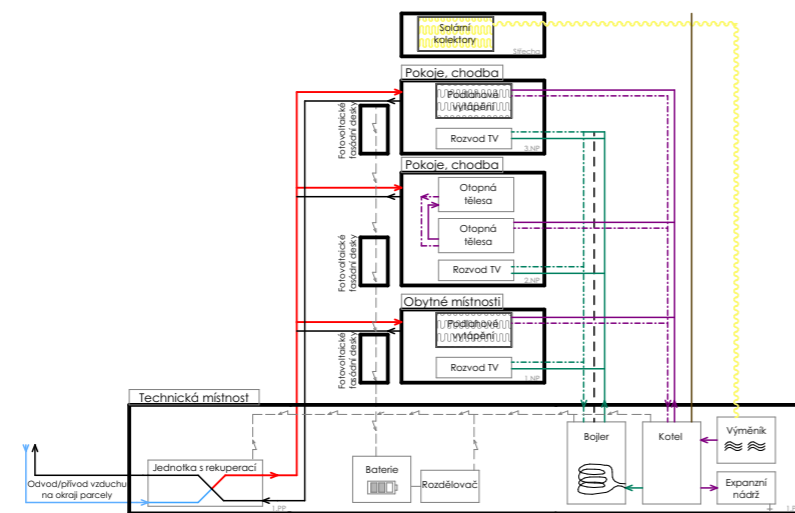 Solární
kolektory
Střecha
Pokoje, chodba
Podlahové
vytápění
Rozvod TV
3.NP
Fotovoltaické
fasádní desky
Pokoje, chodba
Otopná
tělesa
Otopná
tělesa
Rozvod TV
2.NP
Fotovoltaické
fasádní desky
Obytné místnosti
Podlahové
vytápění
Rozvod TV
1.NP
Fotovoltaické
fasádní desky
Technická místnost
Jednotka s rekuperací
Odvod/přívod vzduchu
na okraji parcely
1.PP
Baterie
Rozdělovač
Bojler
Kotel
Výměník
Expanzní
nádrž